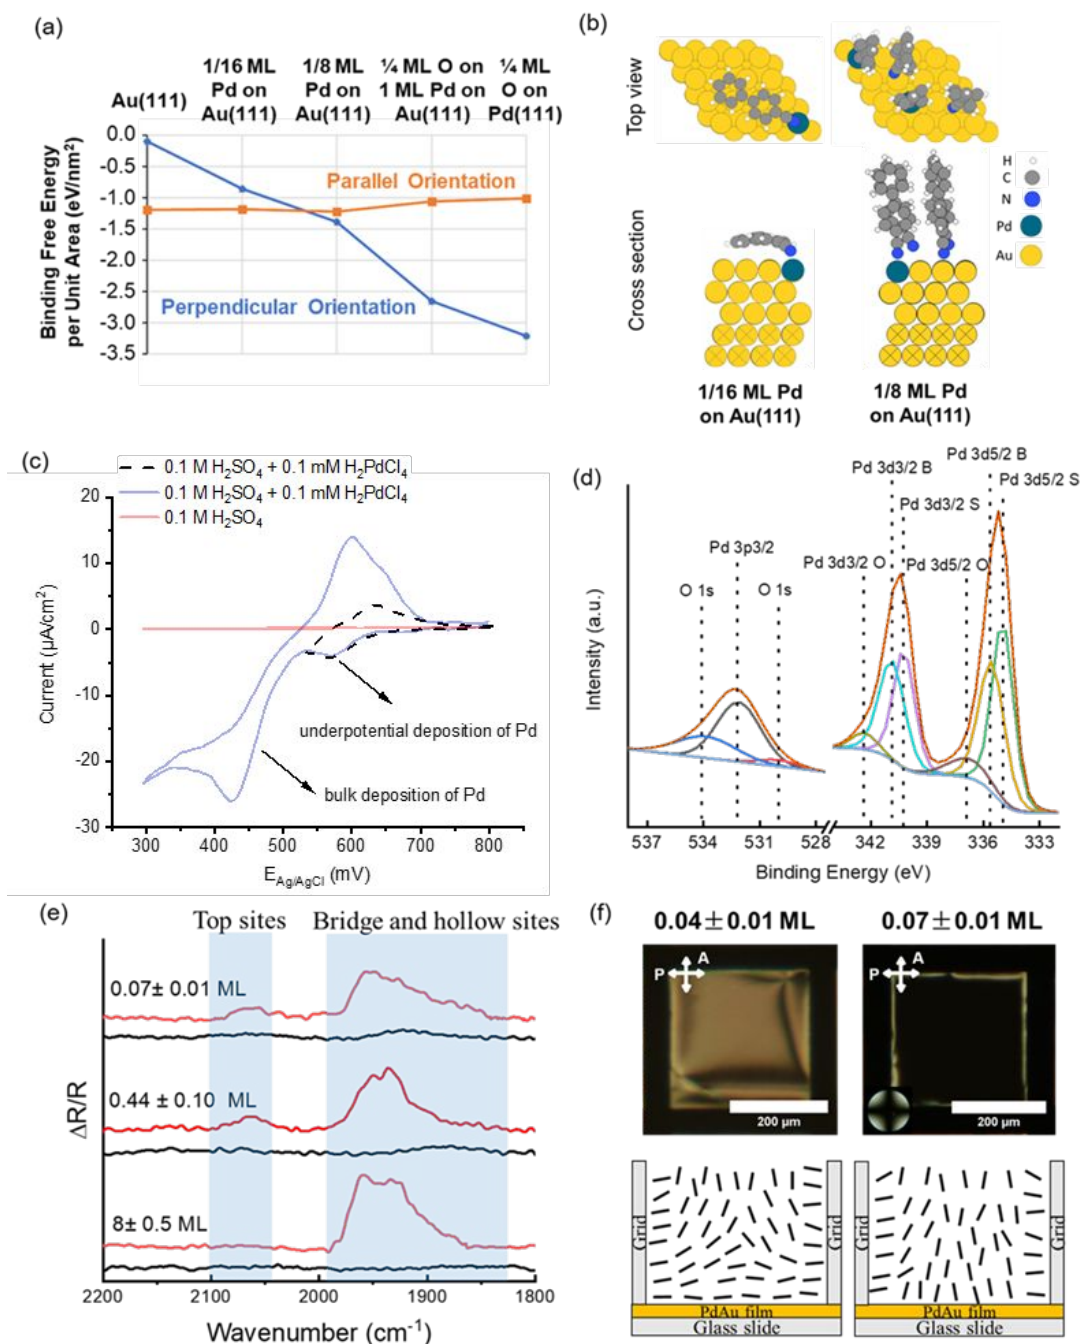 (a)
Au(111)
1/16 ML
Pd on
Au(111)
1/8 ML
Pd on
Au(111)
¼ ML O on
1 ML Pd on
Au(111)
¼ ML
O on
Pd(111)
Binding Free Energy
per Unit Area (eV/nm²)
0.0
-0.5
-1.0
-1.5
-2.0
-2.5
-3.0
-3.5
Parallel Orientation
Perpendicular Orientation
(b)
Top view
Cross section
H
C
N
Pd
Au
1/16 ML Pd
on Au(111)
1/8 ML Pd
on Au(111)
(c)
0.1 M H₂SO₄ + 0.1 mM H₂PdCl₄
0.1 M H₂SO₄ + 0.1 mM H₂PdCl₄
0.1 M H₂SO₄
Current (µA/cm²)
20
10
0
-10
-20
-30
underpotential deposition of Pd
bulk deposition of Pd
300 400 500 600 700 800
E Ag/AgCl (mV)
(d)
Pd 3d5/2 B
Pd 3d3/2 B
Pd 3d5/2 S
Pd 3d3/2 S
Pd 3p3/2
Pd 3d3/2 O
Pd 3d5/2 O
O 1s
O 1s
Intensity (a.u.)
537 534 531 528 342 339 336 333
Binding Energy (eV)
(e)
Top sites
Bridge and hollow sites
0.07± 0.01 ML
0.44 ± 0.10 ML
8± 0.5 ML
ΔR/R
2200 2100 2000 1900 1800
Wavenumber (cm⁻¹)
(f)
0.04±0.01 ML
0.07±0.01 ML
A
P
200 µm
A
P
200 µm
Grid
Grid
PdAu film
Glass slide
Grid
Grid
PdAu film
Glass slide